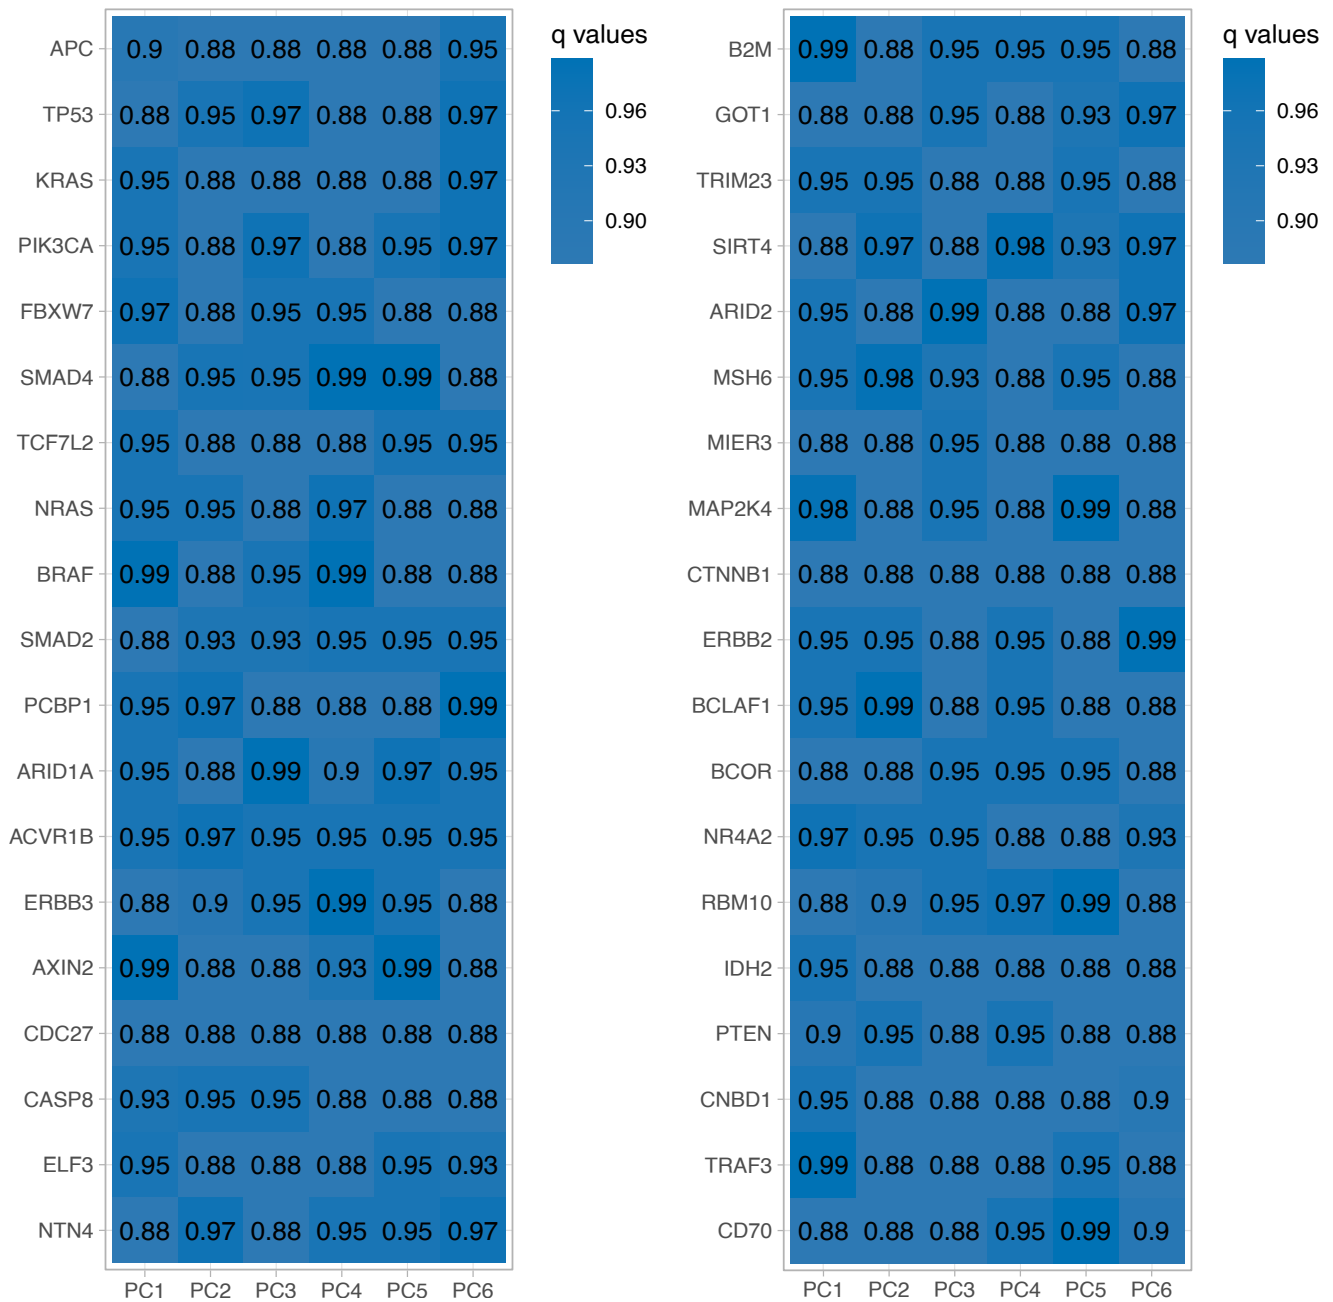 q values
0.96
0.93
0.90
APC 0.9 0.88 0.88 0.88 0.88 0.95
TP53 0.88 0.95 0.97 0.88 0.88 0.97
KRAS 0.95 0.88 0.88 0.88 0.88 0.97
PIK3CA 0.95 0.88 0.97 0.88 0.95 0.97
FBXW7 0.97 0.88 0.95 0.95 0.88 0.88
SMAD4 0.88 0.95 0.95 0.99 0.99 0.88
TCF7L2 0.95 0.88 0.88 0.88 0.95 0.95
NRAS 0.95 0.95 0.88 0.97 0.88 0.88
BRAF 0.99 0.88 0.95 0.99 0.88 0.88
SMAD2 0.88 0.93 0.93 0.95 0.95 0.95
PCBP1 0.95 0.97 0.88 0.88 0.88 0.99
ARID1A 0.95 0.88 0.99 0.9 0.97 0.95
ACVR1B 0.95 0.97 0.95 0.95 0.95 0.95
ERBB3 0.88 0.9 0.95 0.99 0.95 0.88
AXIN2 0.99 0.88 0.88 0.93 0.99 0.88
CDC27 0.88 0.88 0.88 0.88 0.88 0.88
CASP8 0.93 0.95 0.95 0.88 0.88 0.88
ELF3 0.95 0.88 0.88 0.88 0.95 0.93
NTN4 0.88 0.97 0.88 0.95 0.95 0.97
PC1 PC2 PC3 PC4 PC5 PC6
q values
0.96
0.93
0.90
B2M 0.99 0.88 0.95 0.95 0.95 0.88
GOT1 0.88 0.88 0.95 0.88 0.93 0.97
TRIM23 0.95 0.95 0.88 0.88 0.95 0.88
SIRT4 0.88 0.97 0.88 0.98 0.93 0.97
ARID2 0.95 0.88 0.99 0.88 0.88 0.97
MSH6 0.95 0.98 0.93 0.88 0.95 0.88
MIER3 0.88 0.88 0.95 0.88 0.88 0.88
MAP2K4 0.98 0.88 0.95 0.88 0.99 0.88
CTNNB1 0.88 0.88 0.88 0.88 0.88 0.88
ERBB2 0.95 0.95 0.88 0.95 0.88 0.99
BCLAF1 0.95 0.99 0.88 0.95 0.88 0.88
BCOR 0.88 0.88 0.95 0.95 0.95 0.88
NR4A2 0.97 0.95 0.95 0.88 0.88 0.93
RBM10 0.88 0.9 0.95 0.97 0.99 0.88
IDH2 0.95 0.88 0.88 0.88 0.88 0.88
PTEN 0.9 0.95 0.88 0.95 0.88 0.88
CNBD1 0.95 0.88 0.88 0.88 0.88 0.9
TRAF3 0.99 0.88 0.88 0.88 0.95 0.88
CD70 0.88 0.88 0.88 0.95 0.99 0.9
PC1 PC2 PC3 PC4 PC5 PC6